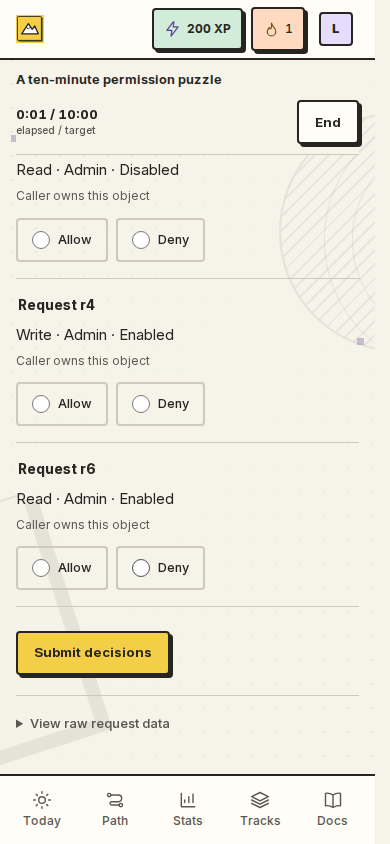 200 XP
1
L
A ten-minute permission puzzle
0:01 / 10:00
elapsed / target
End
Read · Admin · Disabled
Caller owns this object
Allow
Deny
Request r4
Write · Admin · Enabled
Caller owns this object
Allow
Deny
Request r6
Read · Admin · Enabled
Caller owns this object
Allow
Deny
Submit decisions
View raw request data
Today
Path
Stats
Tracks
Docs